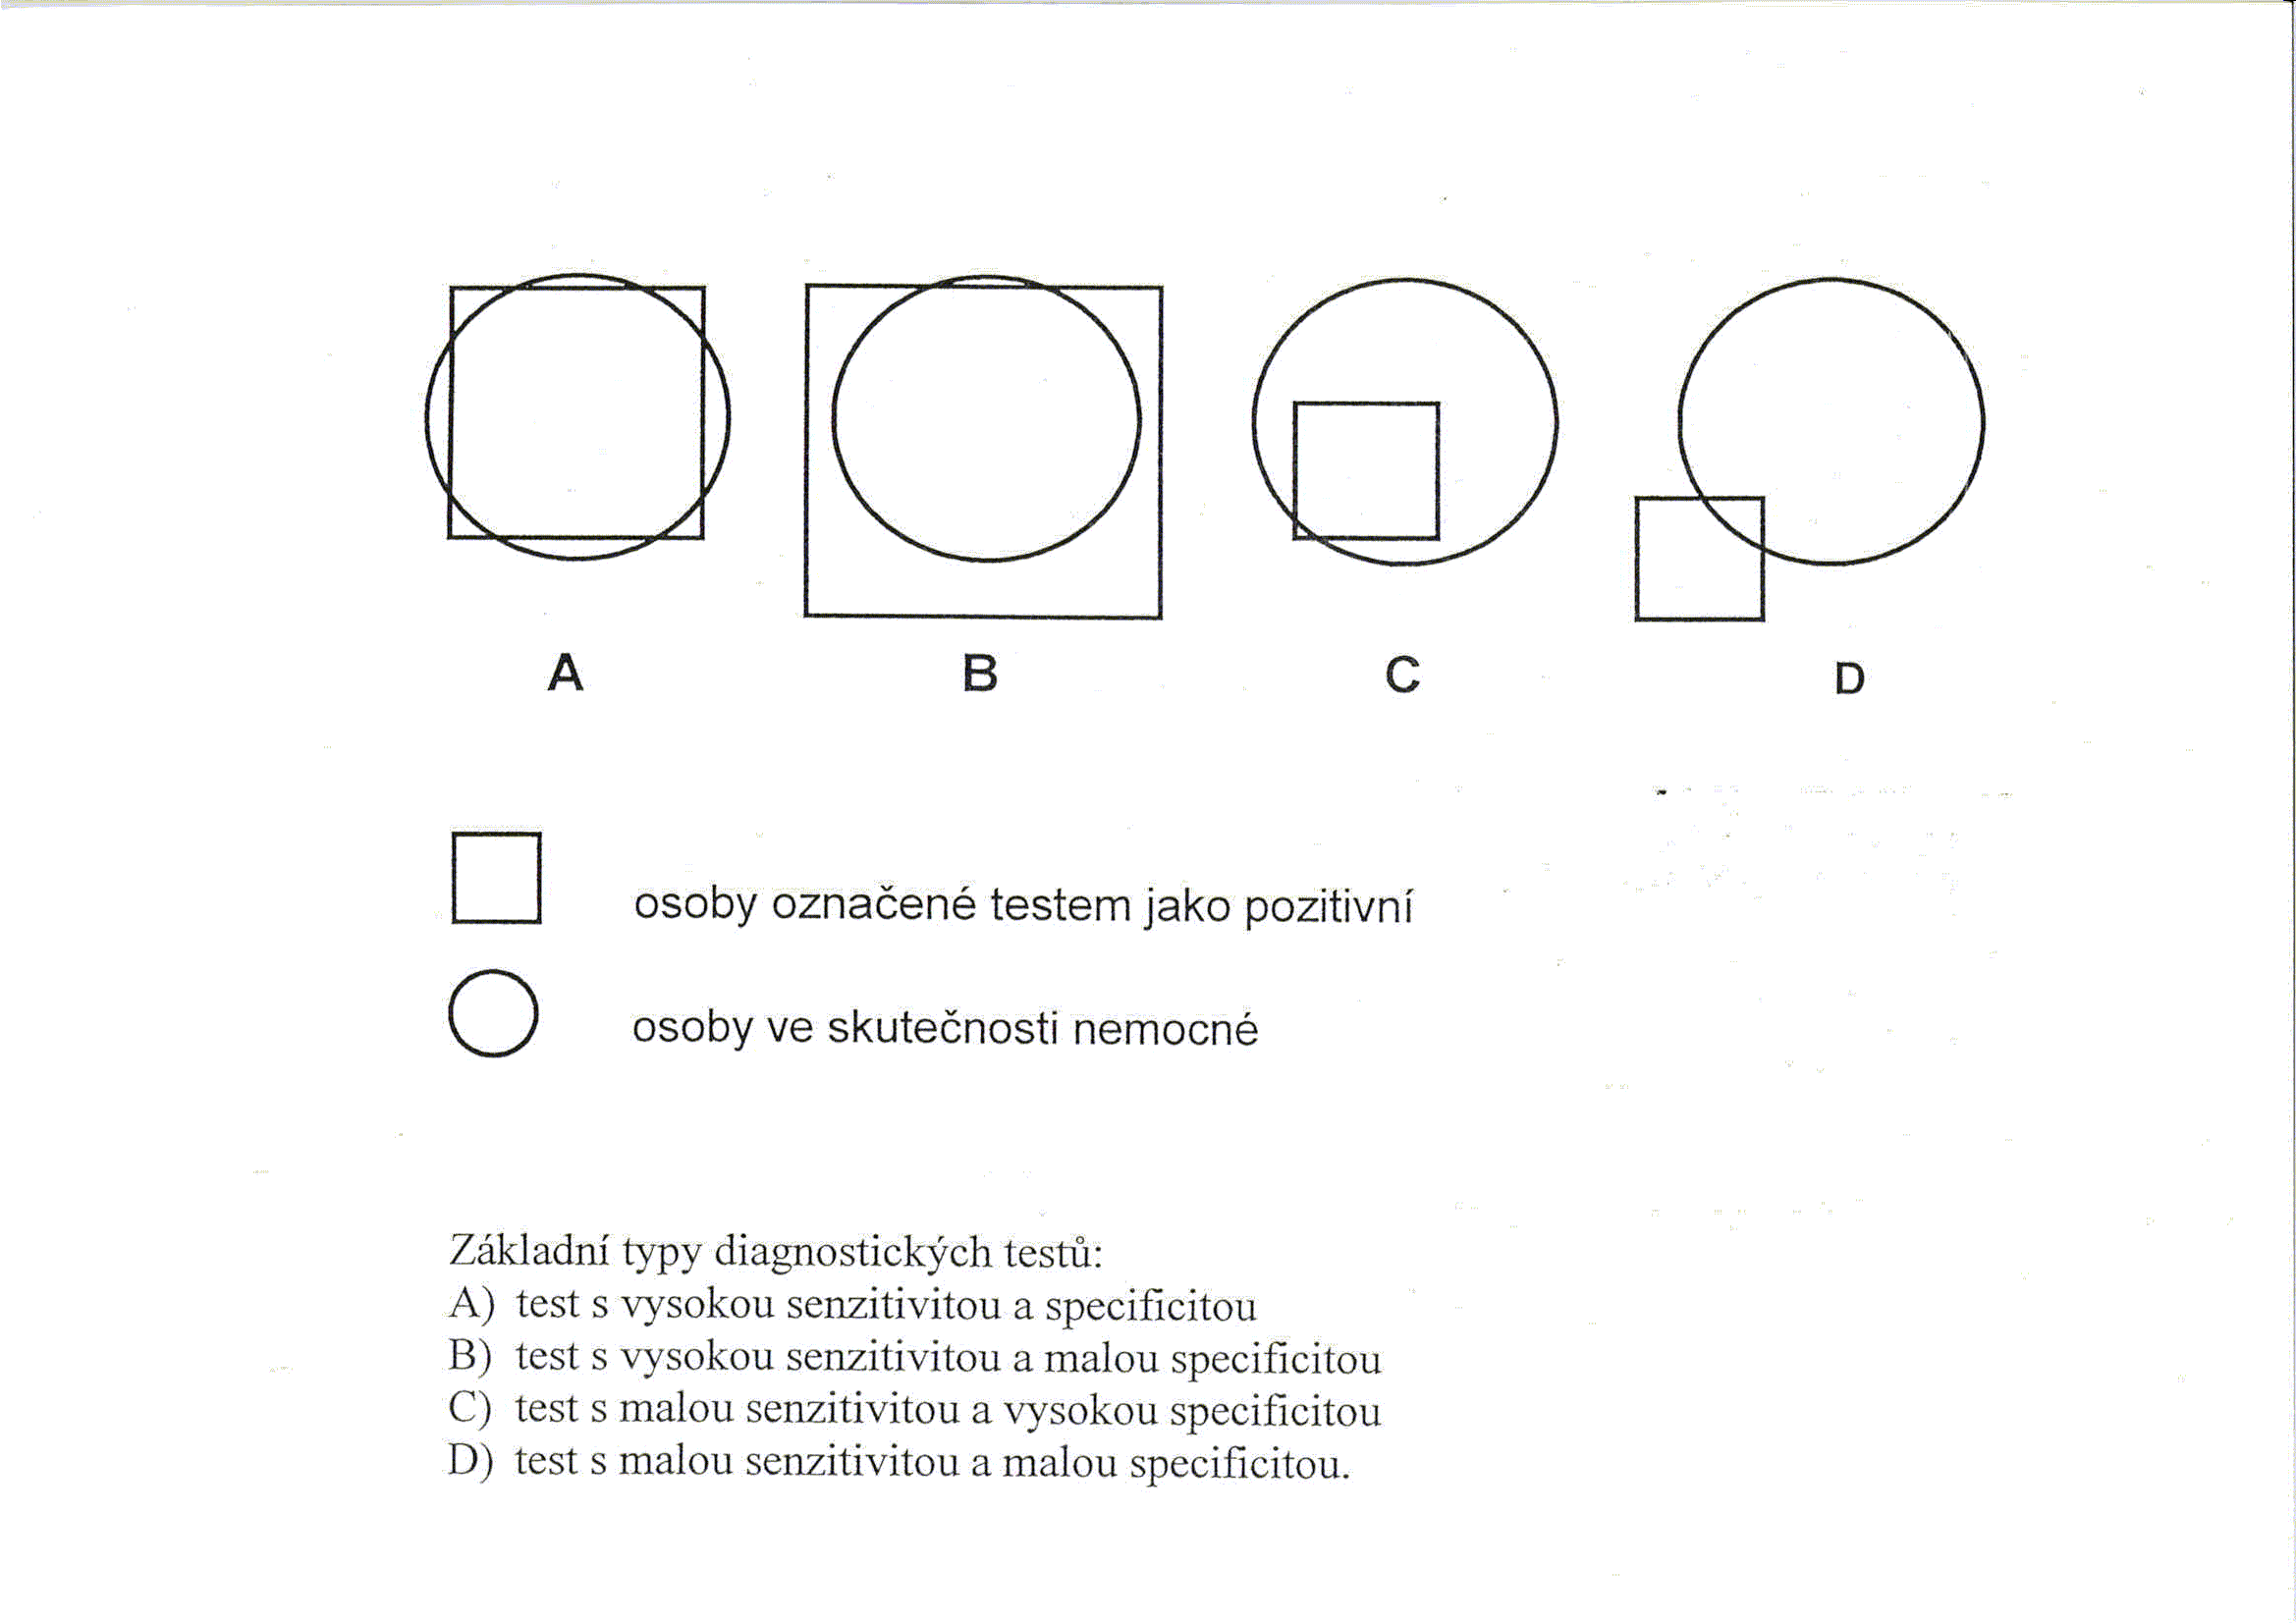 A
B
C
D
osoby označené testem jako pozitivní
osoby ve skutečnosti nemocné
Základní typy diagnostických testů:
A) test s vysokou senzitivitou a specificitou
B) test s vysokou senzitivitou a malou specificitou
C) test s malou senzitivitou a vysokou specificitou
D) test s malou senzitivitou a malou specificitou.